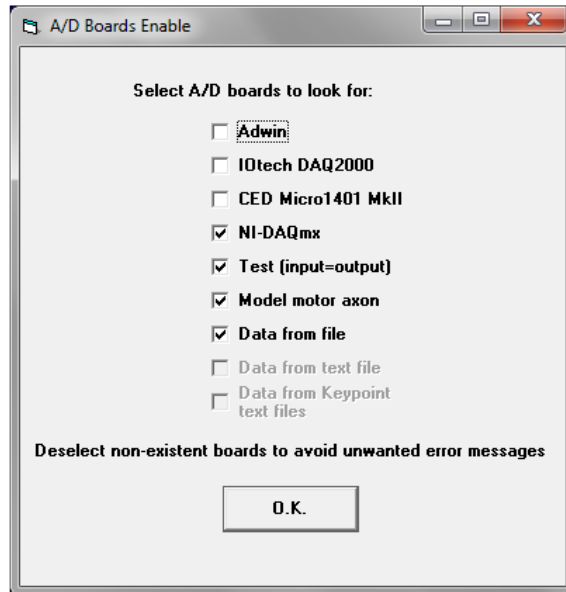 A/D Boards Enable
Select A/D boards to look for:
Adwin
IOtech DAQ2000
CED Micro1401 MkII
NI-DAQmx
Test (input=output)
Model motor axon
Data from file
Data from text file
Data from Keypoint
text files
Deselect non-existent boards to avoid unwanted error messages
O.K.